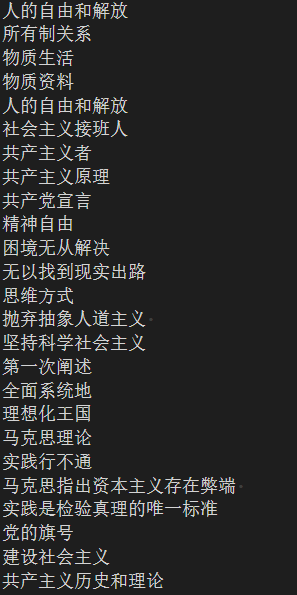 人的自由和解放
所有制关系
物质生活
物质资料
人的自由和解放
社会主义接班人
共产主义者
共产主义原理
共产党宣言
精神自由
困境无从解决
无以找到现实出路
思维方式
抛弃抽象人道主义
坚持科学社会主义
第一次阐述
全面系统地
理想化王国
马克思理论
实践行不通
马克思指出资本主义存在弊端
实践是检验真理的唯一标准
党的旗号
建设社会主义
共产主义历史和理论